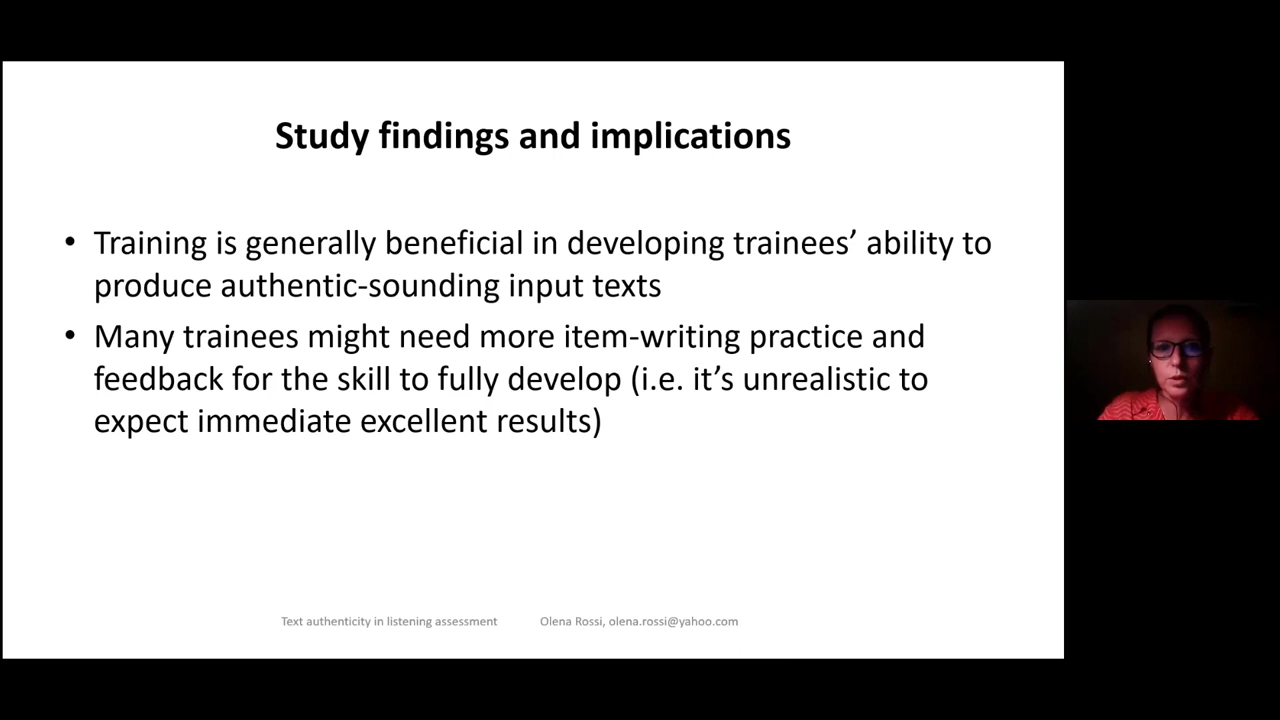 Study findings and implications
• Training is generally beneficial in developing trainees’ ability to
produce authentic-sounding input texts
• Many trainees might need more item-writing practice and
feedback for the skill to fully develop (i.e. it’s unrealistic to
expect immediate excellent results)
Text authenticity in listening assessment Olena Rossi, olena.rossi@yahoo.com